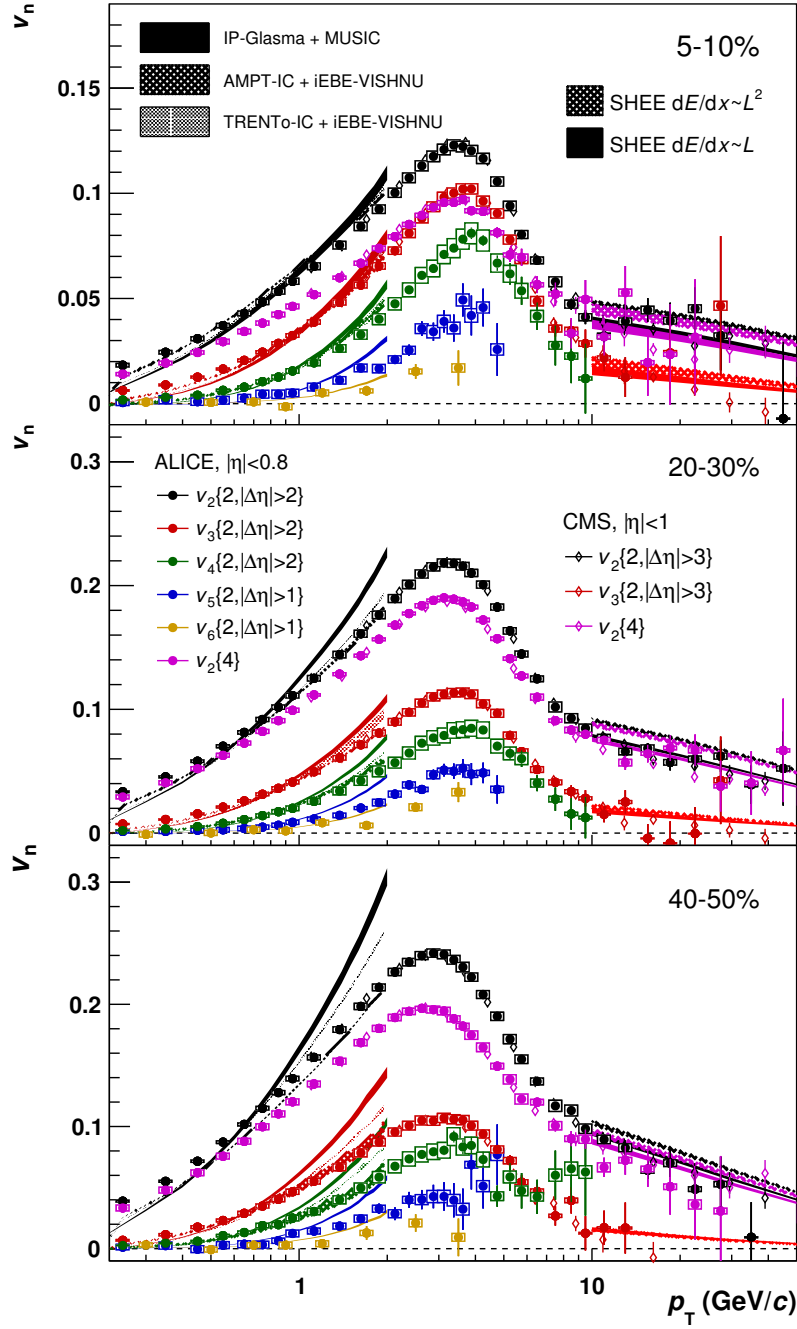 vₙ
IP-Glasma + MUSIC
AMPT-IC + iEBE-VISHNU
TRENTo-IC + iEBE-VISHNU
5-10%
SHEE dE/dx~L²
SHEE dE/dx~L
0.15
0.1
0.05
0
vₙ
20-30%
ALICE, |η|<0.8
v₂{2,|Δη|>2}
v₃{2,|Δη|>2}
v₄{2,|Δη|>2}
v₅{2,|Δη|>1}
v₆{2,|Δη|>1}
v₂{4}
CMS, |η|<1
v₂{2,|Δη|>3}
v₃{2,|Δη|>3}
v₂{4}
0.3
0.2
0.1
0
vₙ
40-50%
0.3
0.2
0.1
0
1
10
p_T (GeV/c)